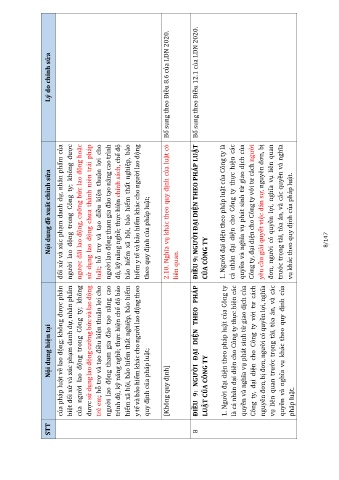 STT
Nội dung hiện tại
Nội dung đề xuất chỉnh sửa
Lý do chỉnh sửa
của pháp luật về lao động; không được phân
biệt đối xử và xúc phạm danh dự, nhân phẩm
của người lao động trong Công ty; không
được sử dụng lao động cưỡng bức và lao động
trẻ em; hỗ trợ và tạo điều kiện thuận lợi cho
người lao động tham gia đào tạo nâng cao
trình độ, kỹ năng nghề; thực hiện chế độ bảo
hiểm xã hội, bảo hiểm thất nghiệp, bảo hiểm
y tế và bảo hiểm khác cho người lao động theo
quy định của pháp luật;
đối xử và xúc phạm danh dự, nhân phẩm của
người lao động trong Công ty; không được
ngược đãi lao động, cưỡng bức lao động hoặc
sử dụng lao động chưa thành niên trái pháp
luật; hỗ trợ và tạo điều kiện thuận lợi cho
người lao động tham gia đào tạo nâng cao trình
độ, kỹ năng nghề; thực hiện chính sách, chế độ
bảo hiểm xã hội, bảo hiểm thất nghiệp, bảo
hiểm y tế và bảo hiểm khác cho người lao động
theo quy định của pháp luật;
[Không quy định]
2.10. Nghĩa vụ khác theo quy định của luật có
liên quan.
Bổ sung theo Điều 8.6 của LDN 2020.
8
ĐIỀU 9: NGƯỜI ĐẠI DIỆN THEO PHÁP
LUẬT CỦA CÔNG TY
1. Người đại diện theo pháp luật của Công ty
là cá nhân đại diện cho Công ty thực hiện các
quyền và nghĩa vụ phát sinh từ giao dịch của
Công ty, đại diện cho Công ty với tư cách
nguyên đơn, bị đơn, người có quyền lợi, nghĩa
vụ liên quan trước trọng tài, tòa án, và các
quyền và nghĩa vụ khác theo quy định của
pháp luật.
ĐIỀU 9: NGƯỜI ĐẠI DIỆN THEO PHÁP LUẬT
CỦA CÔNG TY
1. Người đại diện theo pháp luật của Công ty là
cá nhân đại diện cho Công ty thực hiện các
quyền và nghĩa vụ phát sinh từ giao dịch của
Công ty, đại diện cho Công ty với tư cách người
yêu cầu giải quyết việc dân sự, nguyên đơn, bị
đơn, người có quyền lợi, nghĩa vụ liên quan
trước trọng tài, tòa án, và các quyền và nghĩa
vụ khác theo quy định của pháp luật.
Bổ sung theo Điều 12.1 của LDN 2020.
8/147